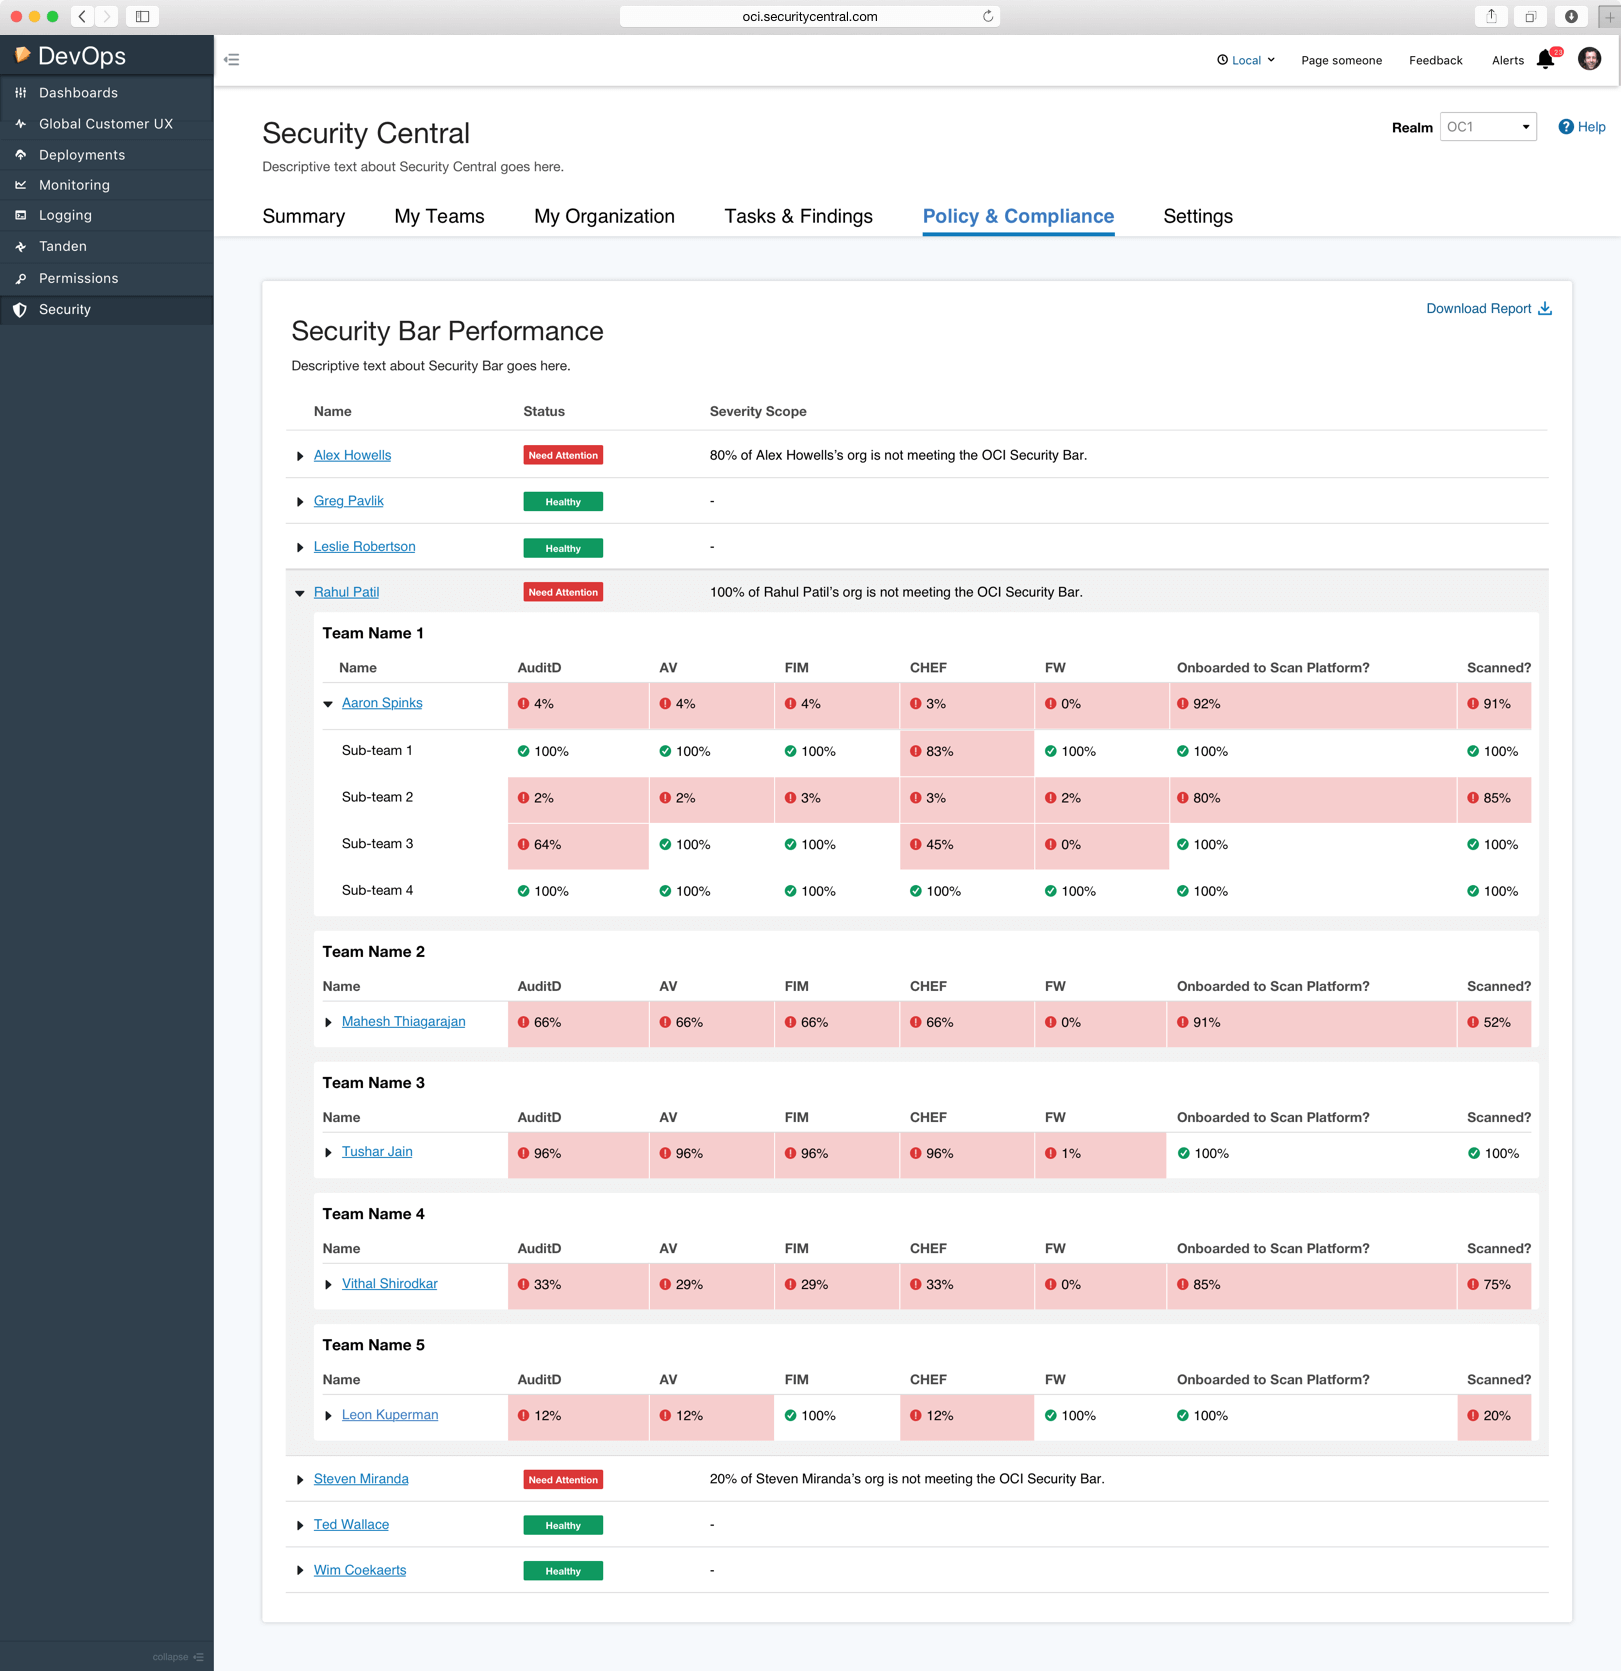 oci.securitycentral.com
DevOps
Local
Page someone
Feedback
Alerts
23
Dashboards
Global Customer UX
Deployments
Monitoring
Logging
Tanden
Permissions
Security
Security Central
Realm
OC1
Help
Descriptive text about Security Central goes here.
Summary My Teams My Organization Tasks & Findings Policy & Compliance Settings
Download Report
Security Bar Performance
Descriptive text about Security Bar goes here.
Name Status Severity Scope
Alex Howells Need Attention 80% of Alex Howells's org is not meeting the OCI Security Bar.
Greg Pavlik Healthy -
Leslie Robertson Healthy -
Rahul Patil Need Attention 100% of Rahul Patil's org is not meeting the OCI Security Bar.
Team Name 1
Name AuditD AV FIM CHEF FW Onboarded to Scan Platform? Scanned?
Aaron Spinks 4% 4% 4% 3% 0% 92% 91%
Sub-team 1 100% 100% 100% 83% 100% 100% 100%
Sub-team 2 2% 2% 3% 3% 2% 80% 85%
Sub-team 3 64% 100% 100% 45% 0% 100% 100%
Sub-team 4 100% 100% 100% 100% 100% 100% 100%
Team Name 2
Name AuditD AV FIM CHEF FW Onboarded to Scan Platform? Scanned?
Mahesh Thiagarajan 66% 66% 66% 66% 0% 91% 52%
Team Name 3
Name AuditD AV FIM CHEF FW Onboarded to Scan Platform? Scanned?
Tushar Jain 96% 96% 96% 96% 1% 100% 100%
Team Name 4
Name AuditD AV FIM CHEF FW Onboarded to Scan Platform? Scanned?
Vithal Shirodkar 33% 29% 29% 33% 0% 85% 75%
Team Name 5
Name AuditD AV FIM CHEF FW Onboarded to Scan Platform? Scanned?
Leon Kuperman 12% 12% 100% 12% 100% 100% 20%
Steven Miranda Need Attention 20% of Steven Miranda's org is not meeting the OCI Security Bar.
Ted Wallace Healthy -
Wim Coekaerts Healthy -
collapse